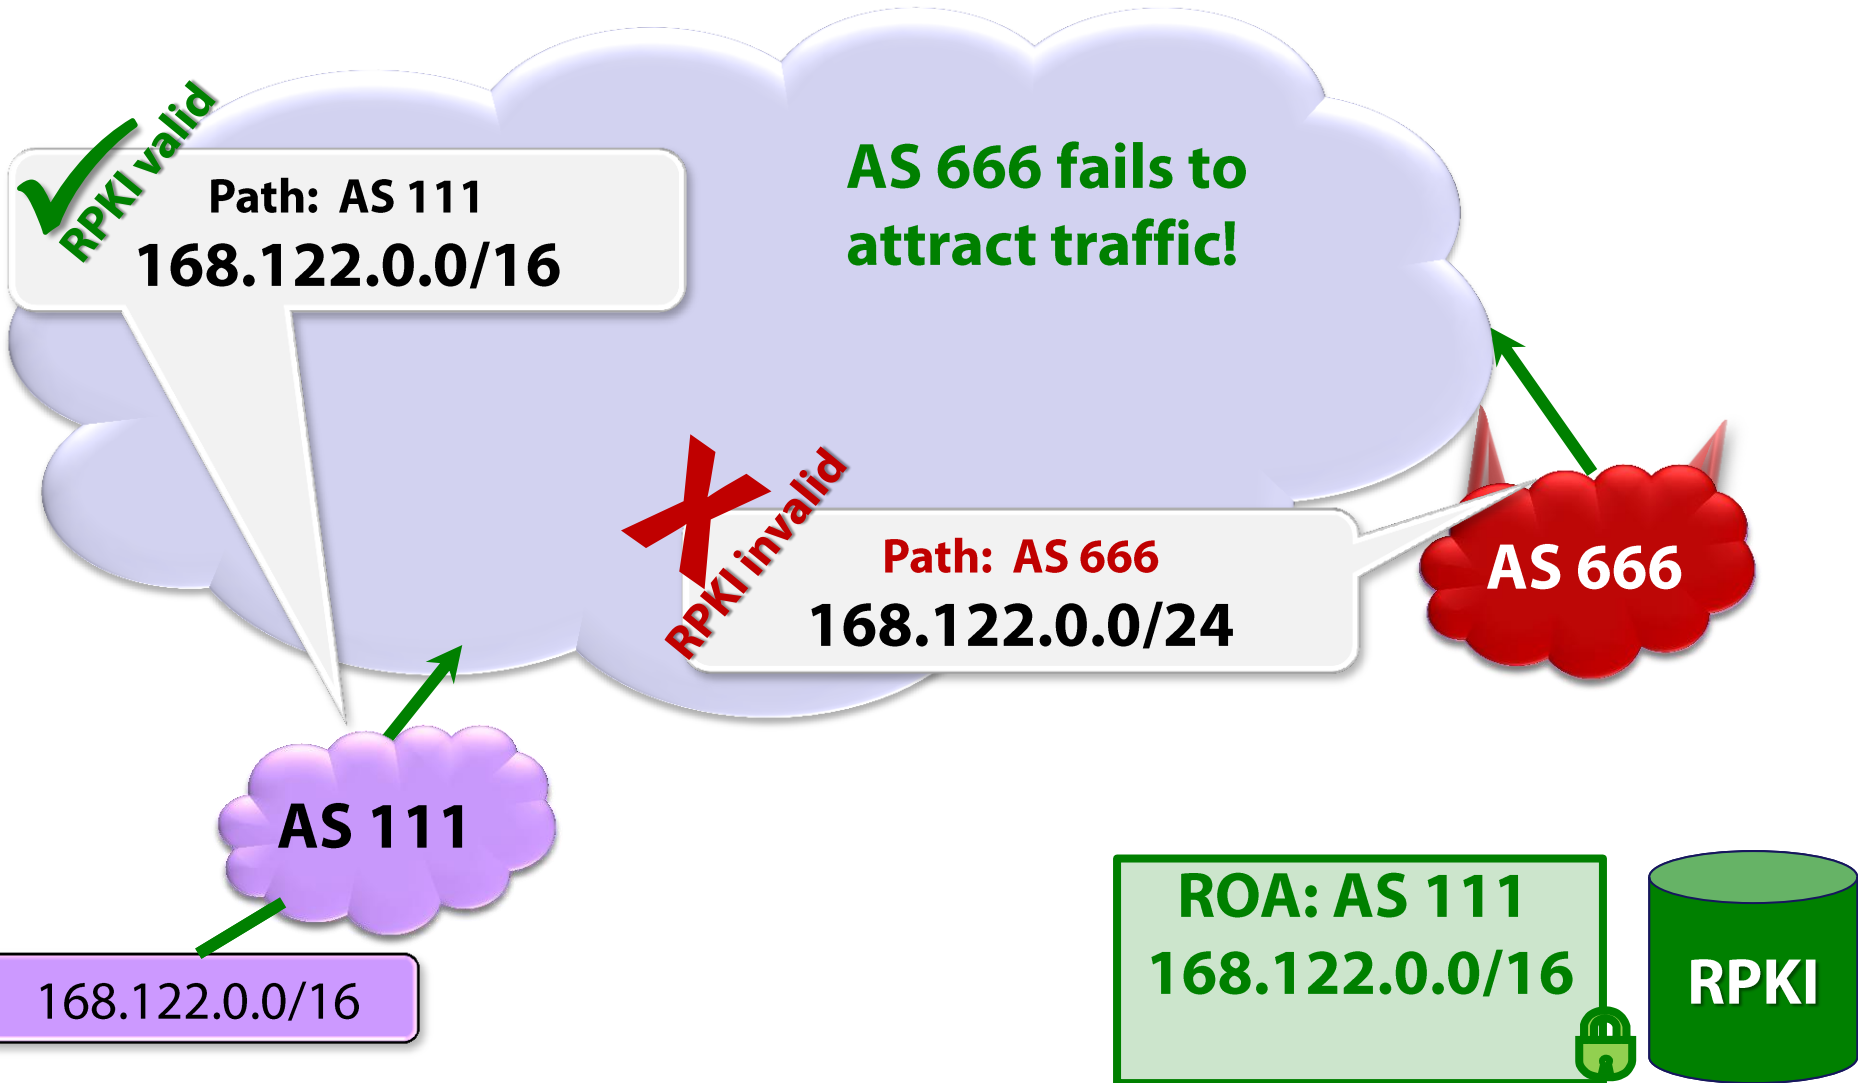 RPKI valid
Path: AS 111
168.122.0.0/16
AS 666 fails to
attract traffic!
RPKI invalid
Path: AS 666
168.122.0.0/24
AS 666
AS 111
168.122.0.0/16
ROA: AS 111
168.122.0.0/16
RPKI